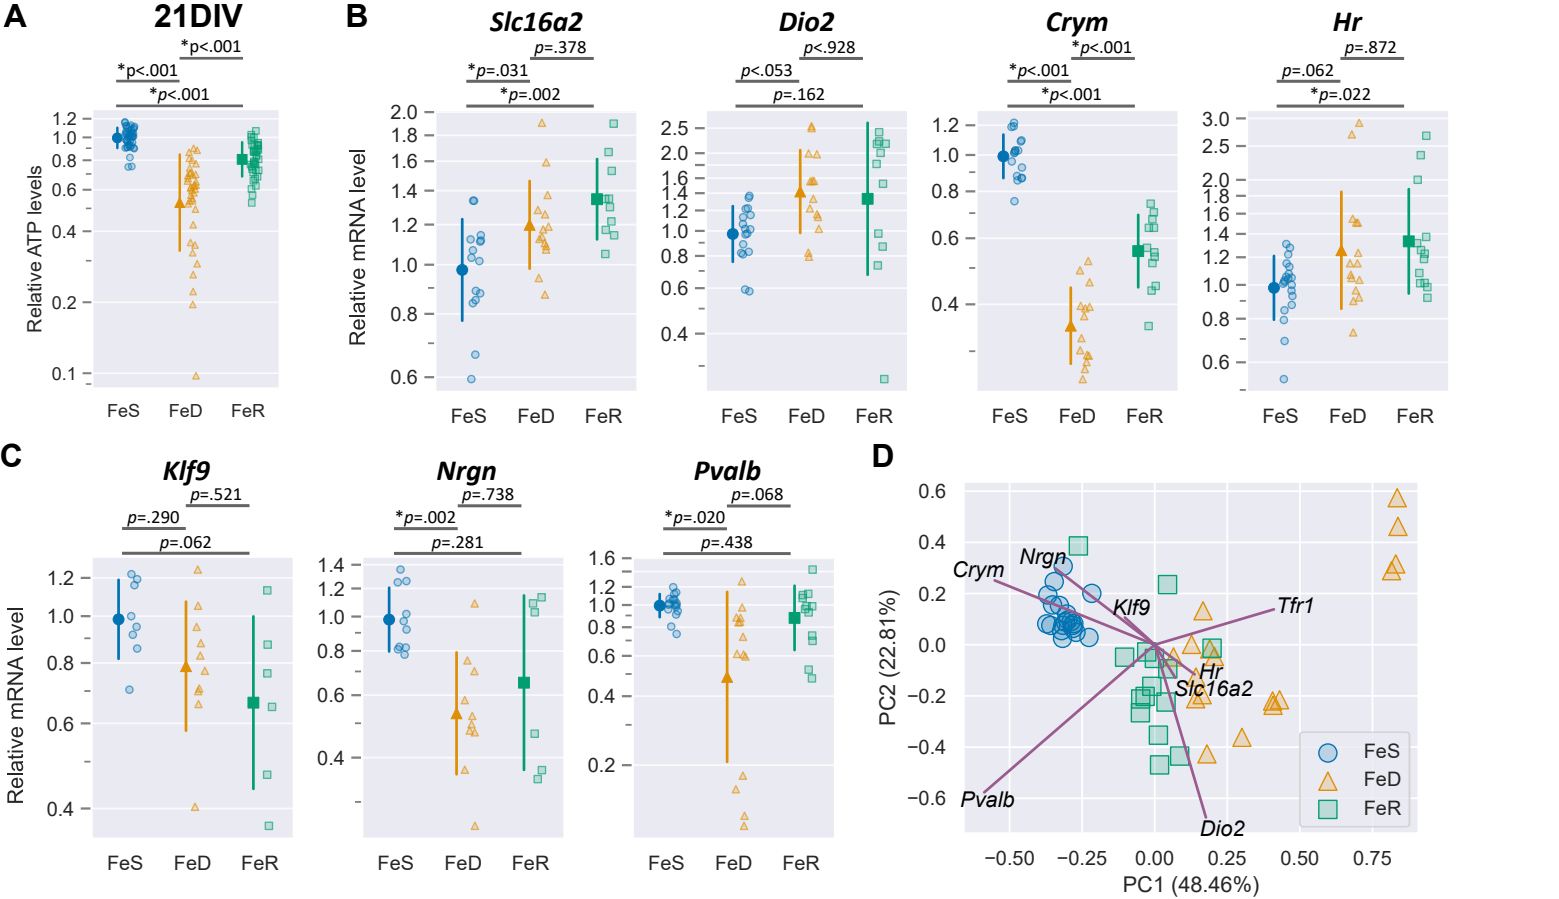 A
21DIV
*p<.001
*p<.001
*p<.001
Relative ATP levels
1.2
1.0
0.8
0.6
0.4
0.2
0.1
FeS FeD FeR
B
Slc16a2
p=.378
*p=.031
*p=.002
Relative mRNA level
2.0
1.8
1.6
1.4
1.2
1.0
0.8
0.6
FeS FeD FeR
Dio2
p<.928
p<.053
p=.162
2.5
2.0
1.6
1.4
1.2
1.0
0.8
0.6
0.4
FeS FeD FeR
Crym
*p<.001
*p<.001
*p<.001
1.2
1.0
0.8
0.6
0.4
FeS FeD FeR
Hr
p=.872
p=.062
*p=.022
3.0
2.5
2.0
1.8
1.6
1.4
1.2
1.0
0.8
0.6
FeS FeD FeR
C
Klf9
p=.521
p=.290
p=.062
Relative mRNA level
1.2
1.0
0.8
0.6
0.4
FeS FeD FeR
Nrgn
p=.738
*p=.002
p=.281
1.4
1.2
1.0
0.8
0.6
0.4
FeS FeD FeR
Pvalb
p=.068
*p=.020
p=.438
1.6
1.2
1.0
0.8
0.6
0.4
0.2
FeS FeD FeR
D
PC2 (22.81%)
0.6
0.4
0.2
0.0
−0.2
−0.4
−0.6
Nrgn
Crym
Klf9
Tfr1
Hr
Slc16a2
Pvalb
Dio2
FeS
FeD
FeR
−0.50 −0.25 0.00 0.25 0.50 0.75
PC1 (48.46%)